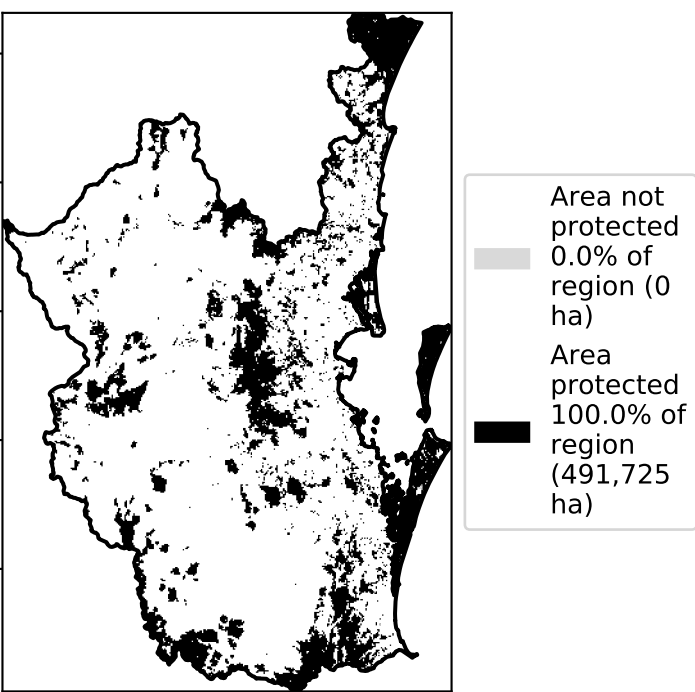 Area not
protected
0.0% of
region (0
ha)
Area
protected
100.0% of
region
(491,725
ha)